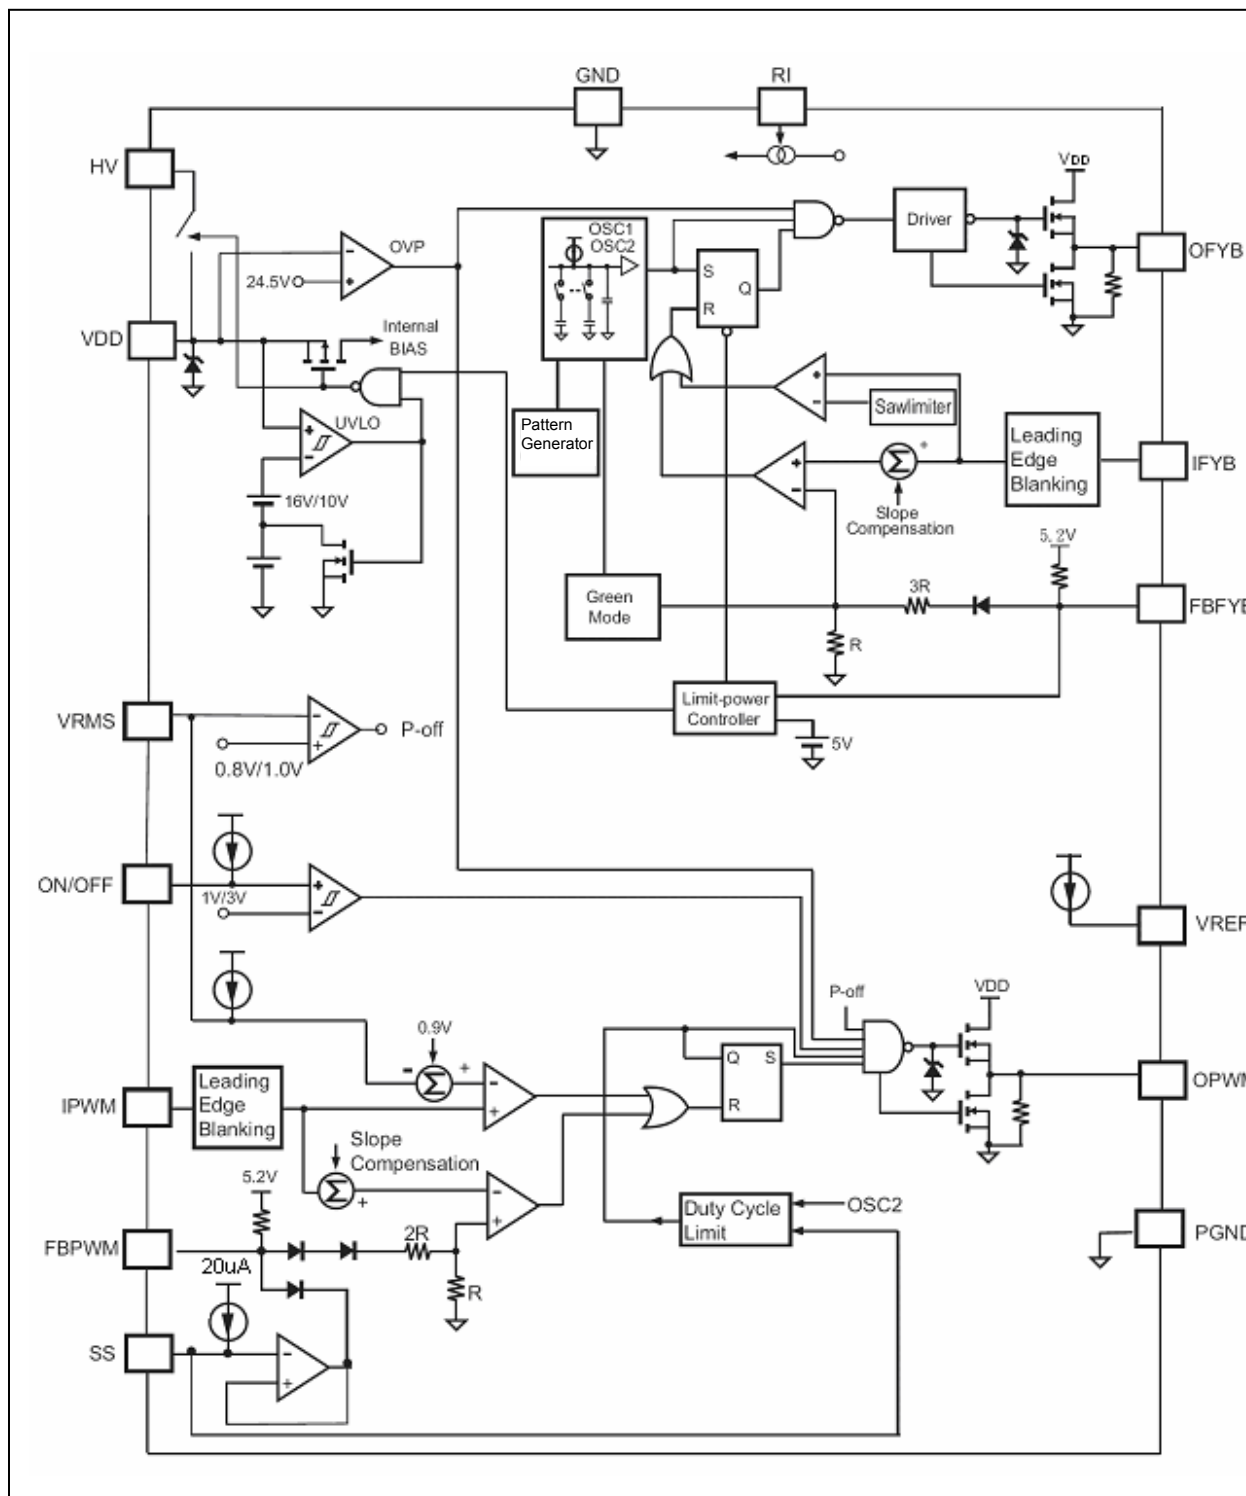 GND
RI
HV
VDD
OSC1
OSC2
Driver
OVP
OFYB
24.5V
S
Q
R
VDD
Internal
BIAS
Sawlimiter
Pattern
Generator
UVLO
Leading
Edge
Blanking
IFYB
Σ
16V/10V
Slope
Compensation
5.2V
Green
Mode
3R
FBFYB
R
VRMS
Limit-power
Controller
P-off
5V
0.8V/1.0V
ON/OFF
1V/3V
VREF
P-off
VDD
0.9V
Σ
Q
S
R
Leading
Edge
Blanking
IPWM
OPWM
Slope
Compensation
Σ
5.2V
Duty Cycle
Limit
OSC2
FBPWM
2R
PGND
20uA
R
SS